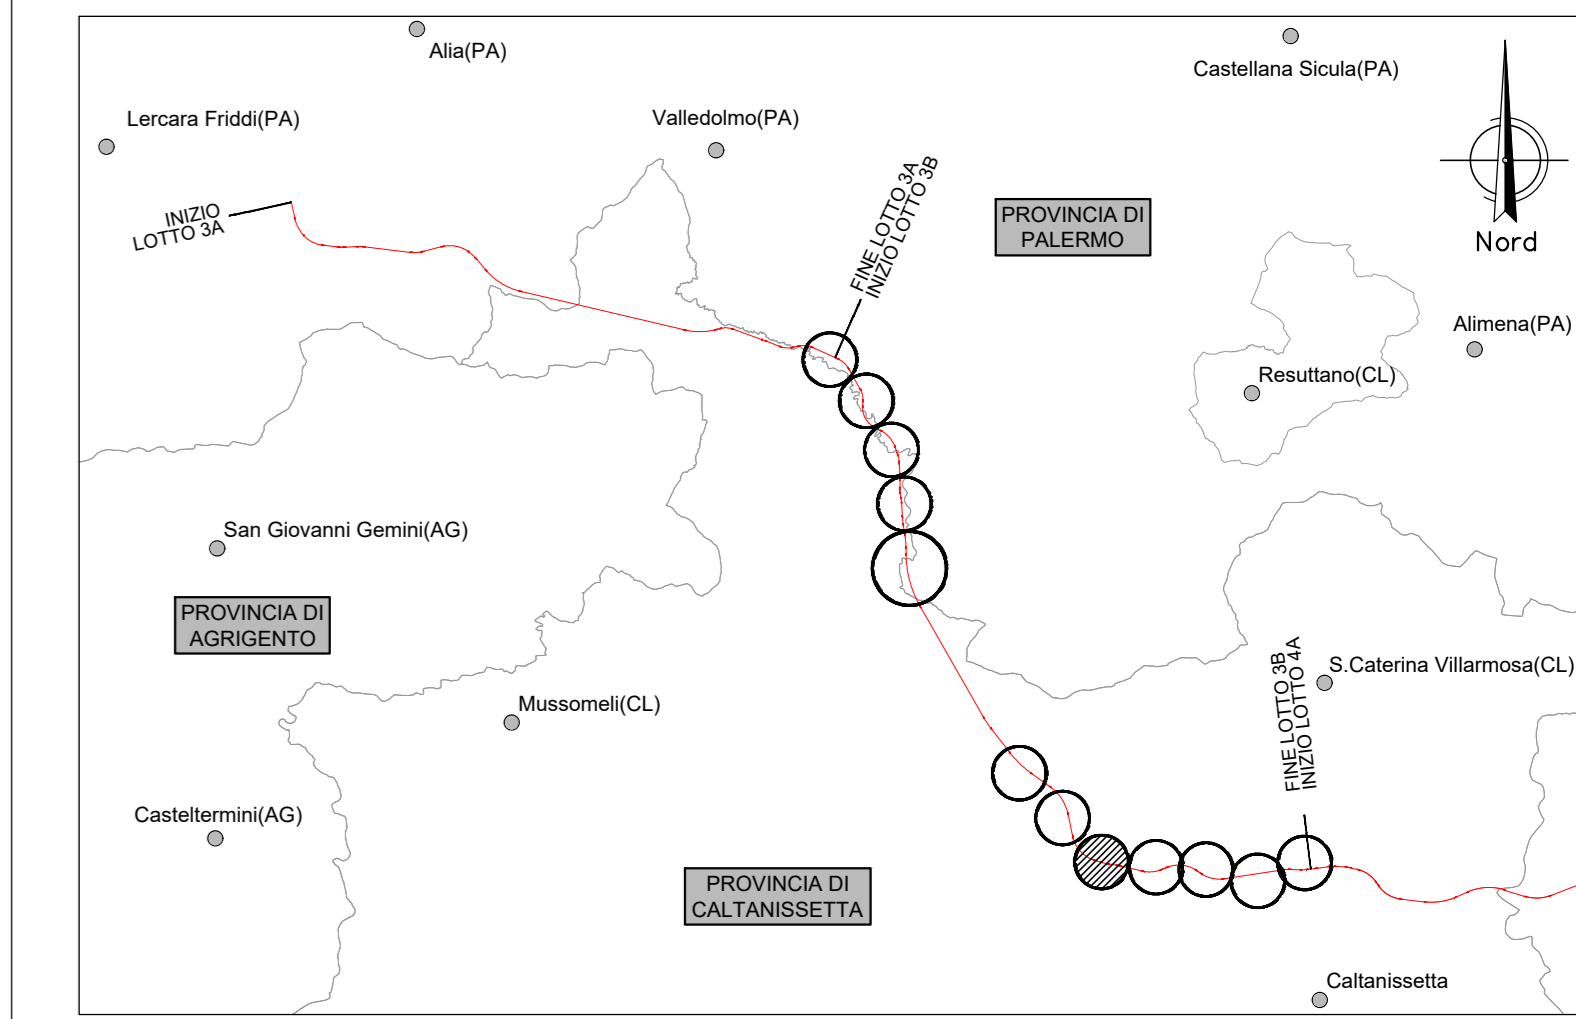 Alia(PA)
Castellana Sicula(PA)
Lercara Friddi(PA)
Valledolmo(PA)
INIZIO
LOTTO 3A
FINE LOTTO 3A
INIZIO LOTTO 3B
PROVINCIA DI
PALERMO
Nord
Alimena(PA)
Resuttano(CL)
San Giovanni Gemini(AG)
PROVINCIA DI
AGRIGENTO
Mussomeli(CL)
FINE LOTTO 3B
INIZIO LOTTO 4A
S.Caterina Villarmosa(CL)
Casteltermini(AG)
PROVINCIA DI
CALTANISSETTA
Caltanissetta